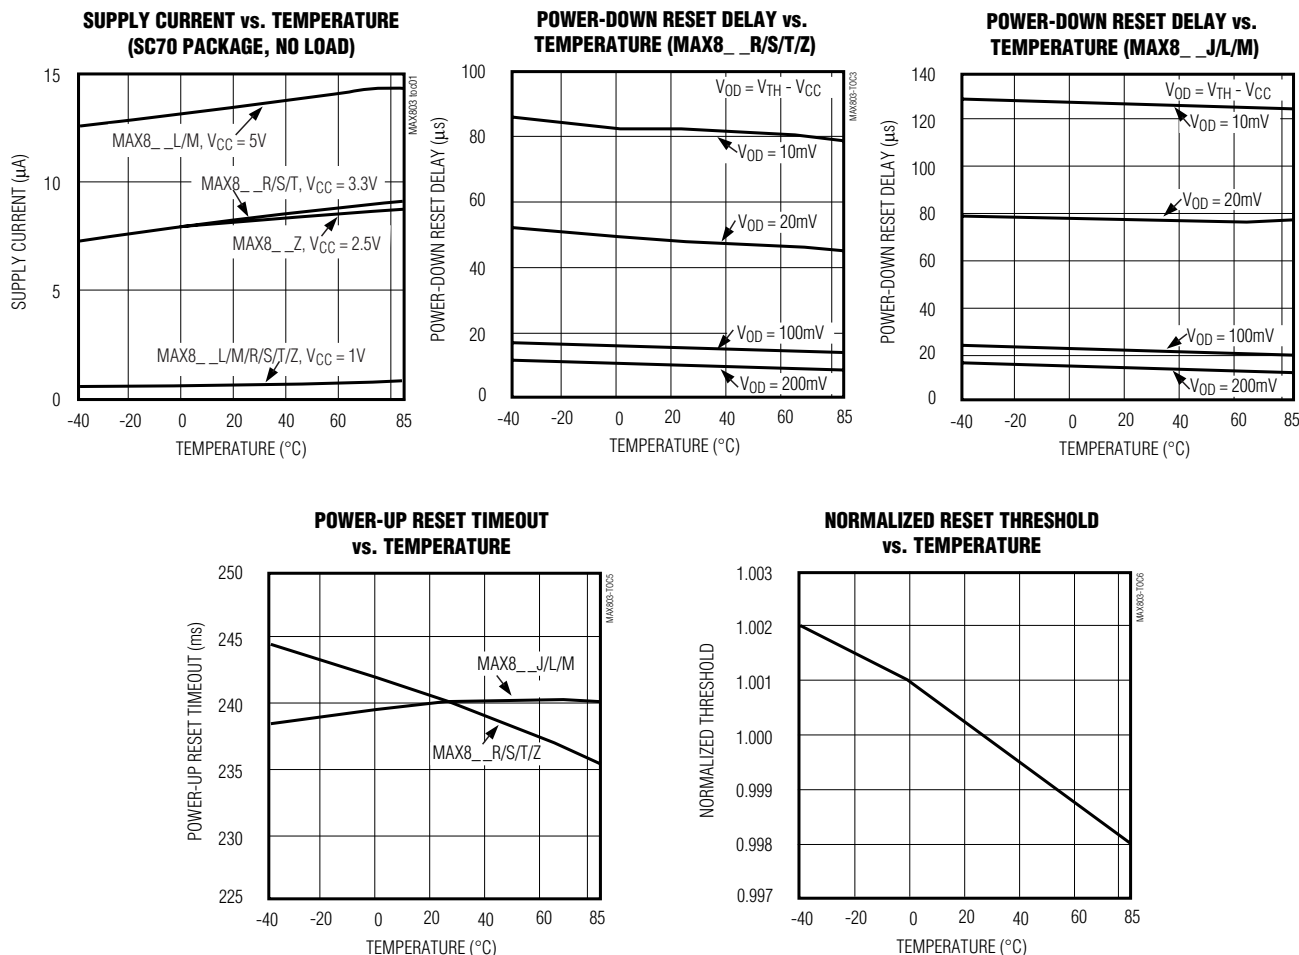 SUPPLY CURRENT vs. TEMPERATURE
(SC70 PACKAGE, NO LOAD)
MAX803 toc01
15
10
5
0
SUPPLY CURRENT (μA)
MAX8_ _L/M, VCC = 5V
MAX8_ _R/S/T, VCC = 3.3V
MAX8_ _Z, VCC = 2.5V
MAX8_ _L/M/R/S/T/Z, VCC = 1V
-40 -20 0 20 40 60 85
TEMPERATURE (°C)
POWER-DOWN RESET DELAY vs.
TEMPERATURE (MAX8_ _R/S/T/Z)
MAX803-TOC3
100
80
60
40
20
0
POWER-DOWN RESET DELAY (μs)
VOD = VTH - VCC
VOD = 10mV
VOD = 20mV
VOD = 100mV
VOD = 200mV
-40 -20 0 20 40 60 85
TEMPERATURE (°C)
POWER-DOWN RESET DELAY vs.
TEMPERATURE (MAX8_ _J/L/M)
140
120
100
80
60
40
20
0
POWER-DOWN RESET DELAY (μs)
VOD = VTH - VCC
VOD = 10mV
VOD = 20mV
VOD = 100mV
VOD = 200mV
-40 -20 0 20 40 60 85
TEMPERATURE (°C)
POWER-UP RESET TIMEOUT
vs. TEMPERATURE
MAX803-TOC5
250
245
240
235
230
225
POWER-UP RESET TIMEOUT (ms)
MAX8_ _J/L/M
MAX8_ _R/S/T/Z
-40 -20 0 20 40 60 85
TEMPERATURE (°C)
NORMALIZED RESET THRESHOLD
vs. TEMPERATURE
MAX803-TOC6
1.003
1.002
1.001
1.000
0.999
0.998
0.997
NORMALIZED THRESHOLD
-40 -20 0 20 40 60 85
TEMPERATURE (°C)